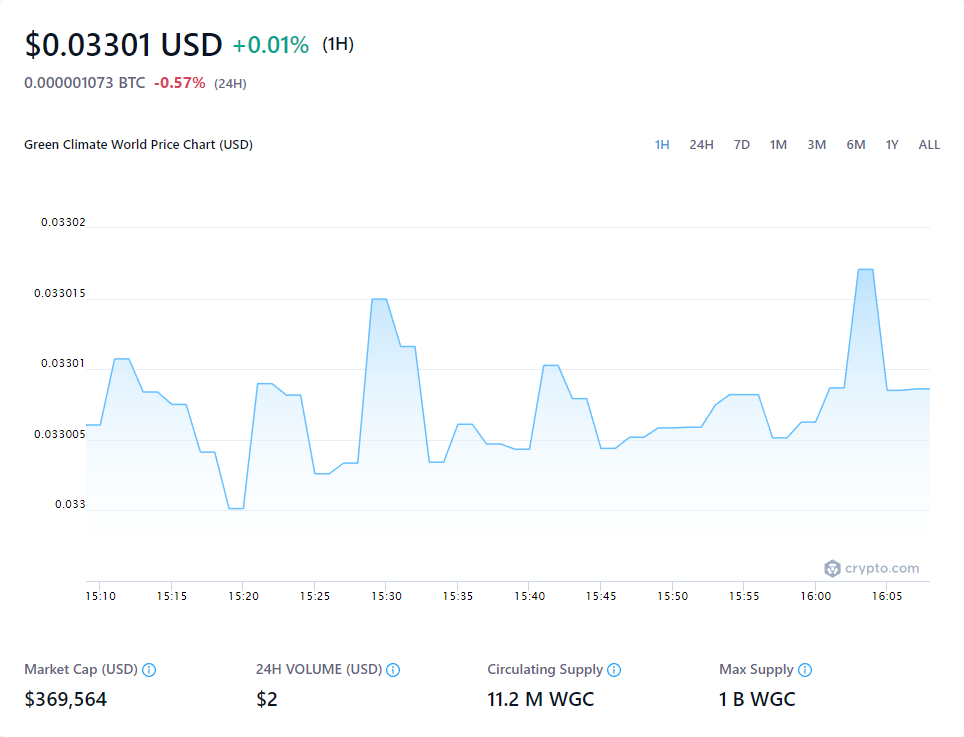 $0.03301 USD +0.01% (1H)
0.000001073 BTC -0.57% (24H)
Green Climate World Price Chart (USD)
1H 24H 7D 1M 3M 6M 1Y ALL
0.03302
0.033015
0.03301
0.033005
0.033
crypto.com
15:10 15:15 15:20 15:25 15:30 15:35 15:40 15:45 15:50 15:55 16:00 16:05
Market Cap (USD) 24H VOLUME (USD) Circulating Supply Max Supply
$369,564 $2 11.2 M WGC 1 B WGC